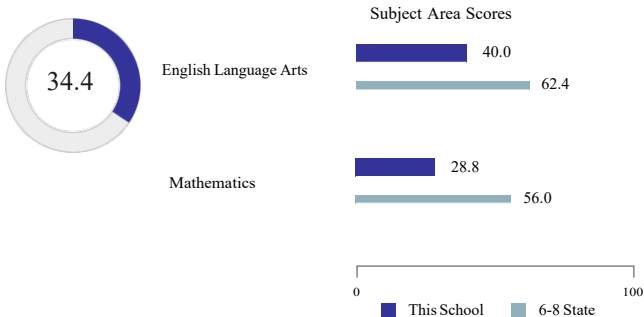 Subject Area Scores
34.4
English Language Arts
40.0
62.4
Mathematics
28.8
56.0
0 100
This School 6-8 State